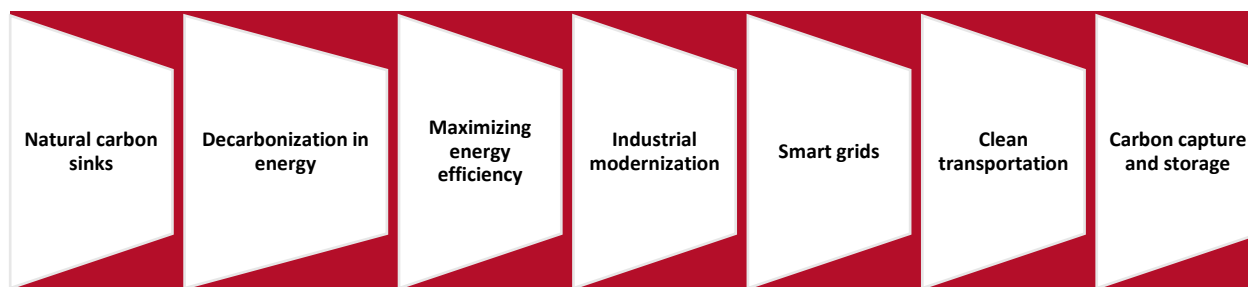 Natural carbon
sinks
Decarbonization in
energy
Maximizing
energy
efficiency
Industrial
modernization
Smart grids
Clean
transportation
Carbon capture
and storage